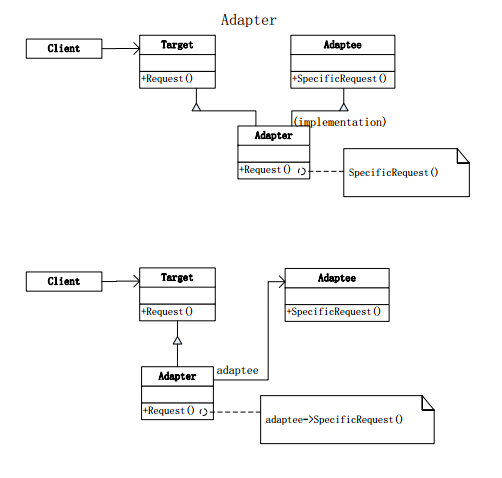 Adapter
Client
Target
+Request()
Adaptee
+SpecificRequest()
(implementation)
Adapter
+Request()
SpecificRequest()
Client
Target
+Request()
Adaptee
+SpecificRequest()
adaptee
Adapter
+Request()
adaptee->SpecificRequest()